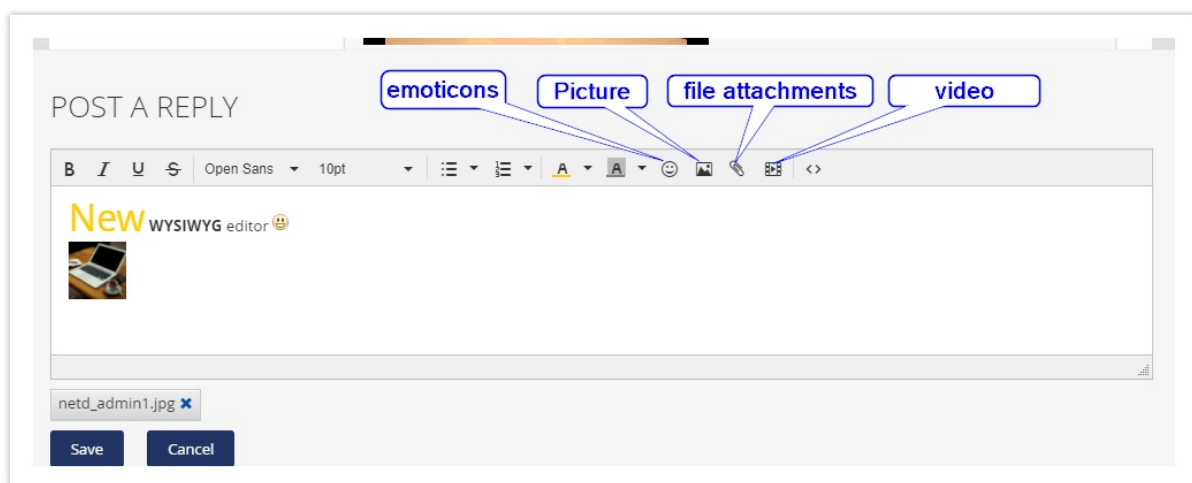 emoticons Picture file attachments video
POST A REPLY
B I U S Open Sans 10pt A A <>
New WYSIWYG editor
netd_admin1.jpg ✖
Save Cancel